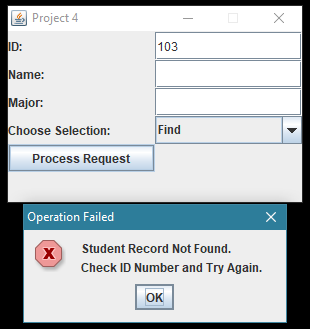 Project 4
ID:
103
Name:
Major:
Choose Selection:
Find
Process Request
Operation Failed
Student Record Not Found.
Check ID Number and Try Again.
OK